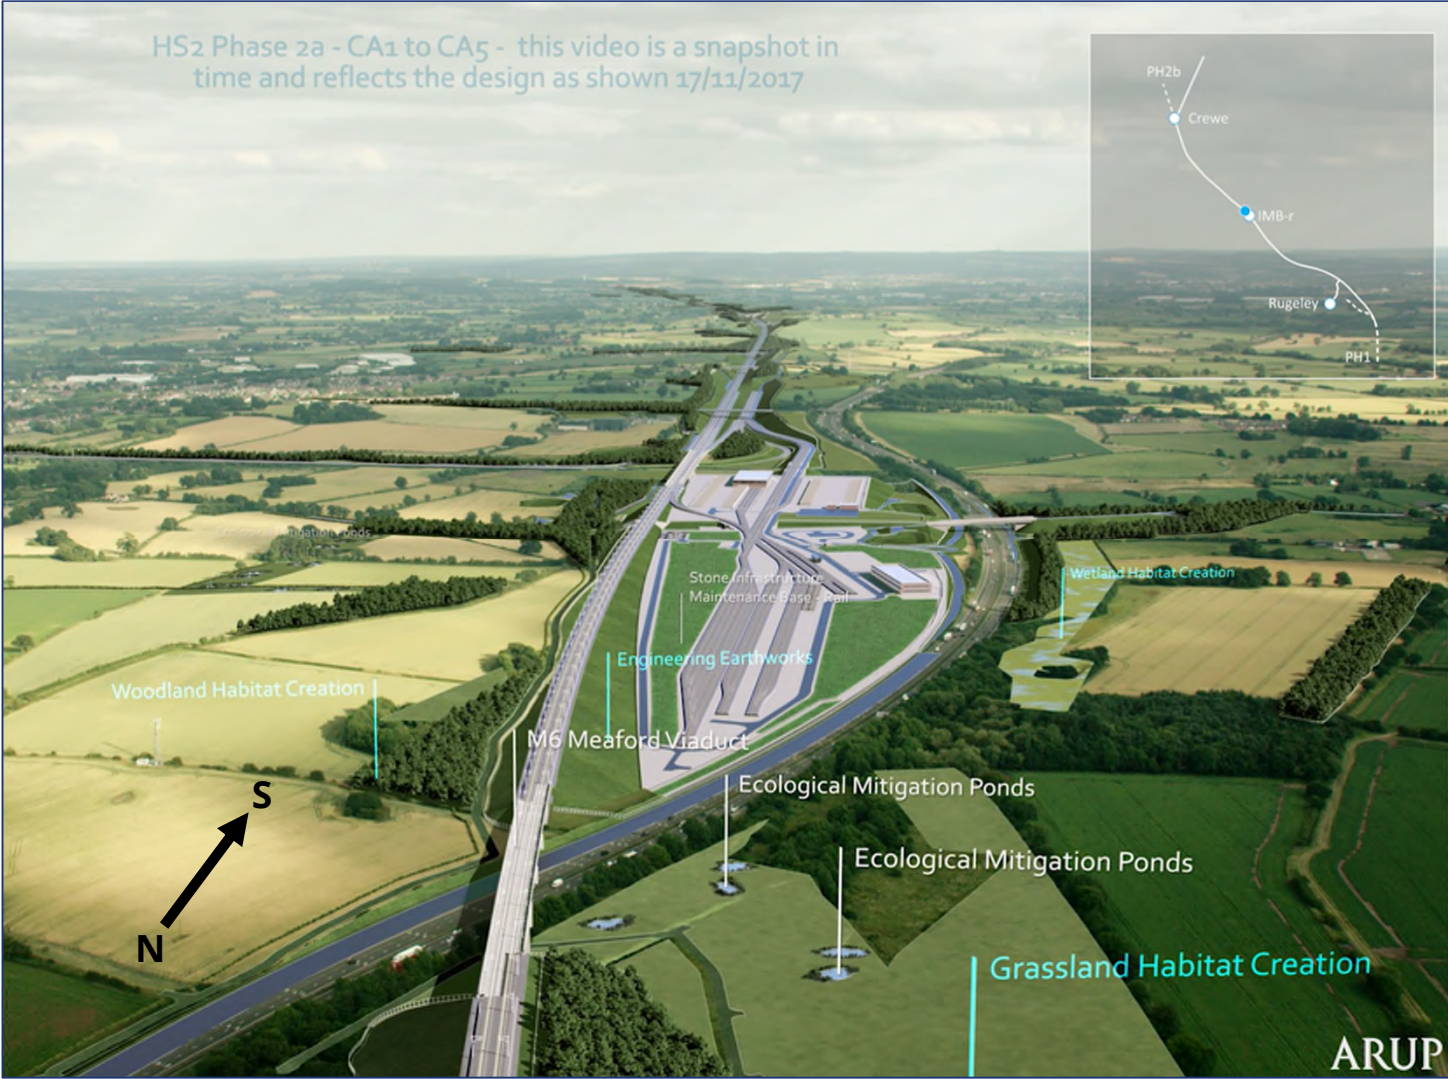 HS2 Phase 2a - CA1 to CA5 - this video is a snapshot in
time and reflects the design as shown 17/11/2017
PH2b
Crewe
IMB-r
Rugeley
PH1
Stone Infrastructure
Maintenance Base - Rail
Wetland Habitat Creation
Engineering Earthworks
Woodland Habitat Creation
M6 Meaford Viaduct
Ecological Mitigation Ponds
Ecological Mitigation Ponds
Grassland Habitat Creation
S
N
ARUP